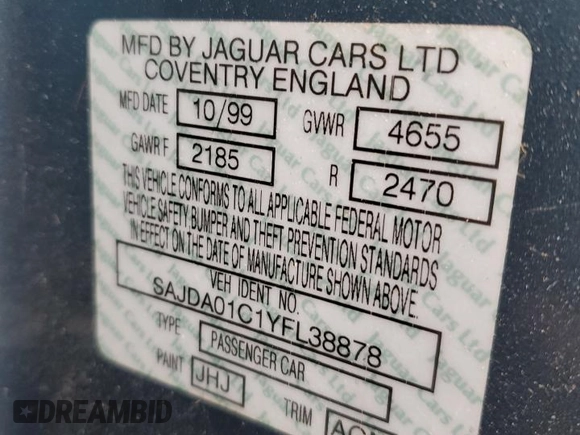 MFD BY JAGUAR CARS LTD
COVENTRY ENGLAND
MFD DATE 10/99 GVWR 4655
GAWR F 2185 R 2470
THIS VEHICLE CONFORMS TO ALL APPLICABLE FEDERAL MOTOR
VEHICLE SAFETY BUMPER AND THEFT PREVENTION STANDARDS
IN EFFECT ON THE DATE OF MANUFACTURE SHOWN ABOVE.
VEH IDENT NO.
SAJDA01C1YFL38878
TYPE PASSENGER CAR
PAINT JHJ TRIM
DREAMBID